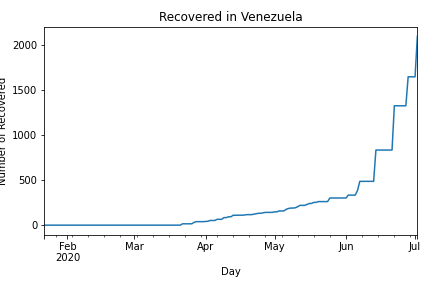 Recovered in Venezuela
Number of Recovered
2000
1500
1000
500
0
Feb
2020
Mar
Apr
May
Jun
Jul
Day